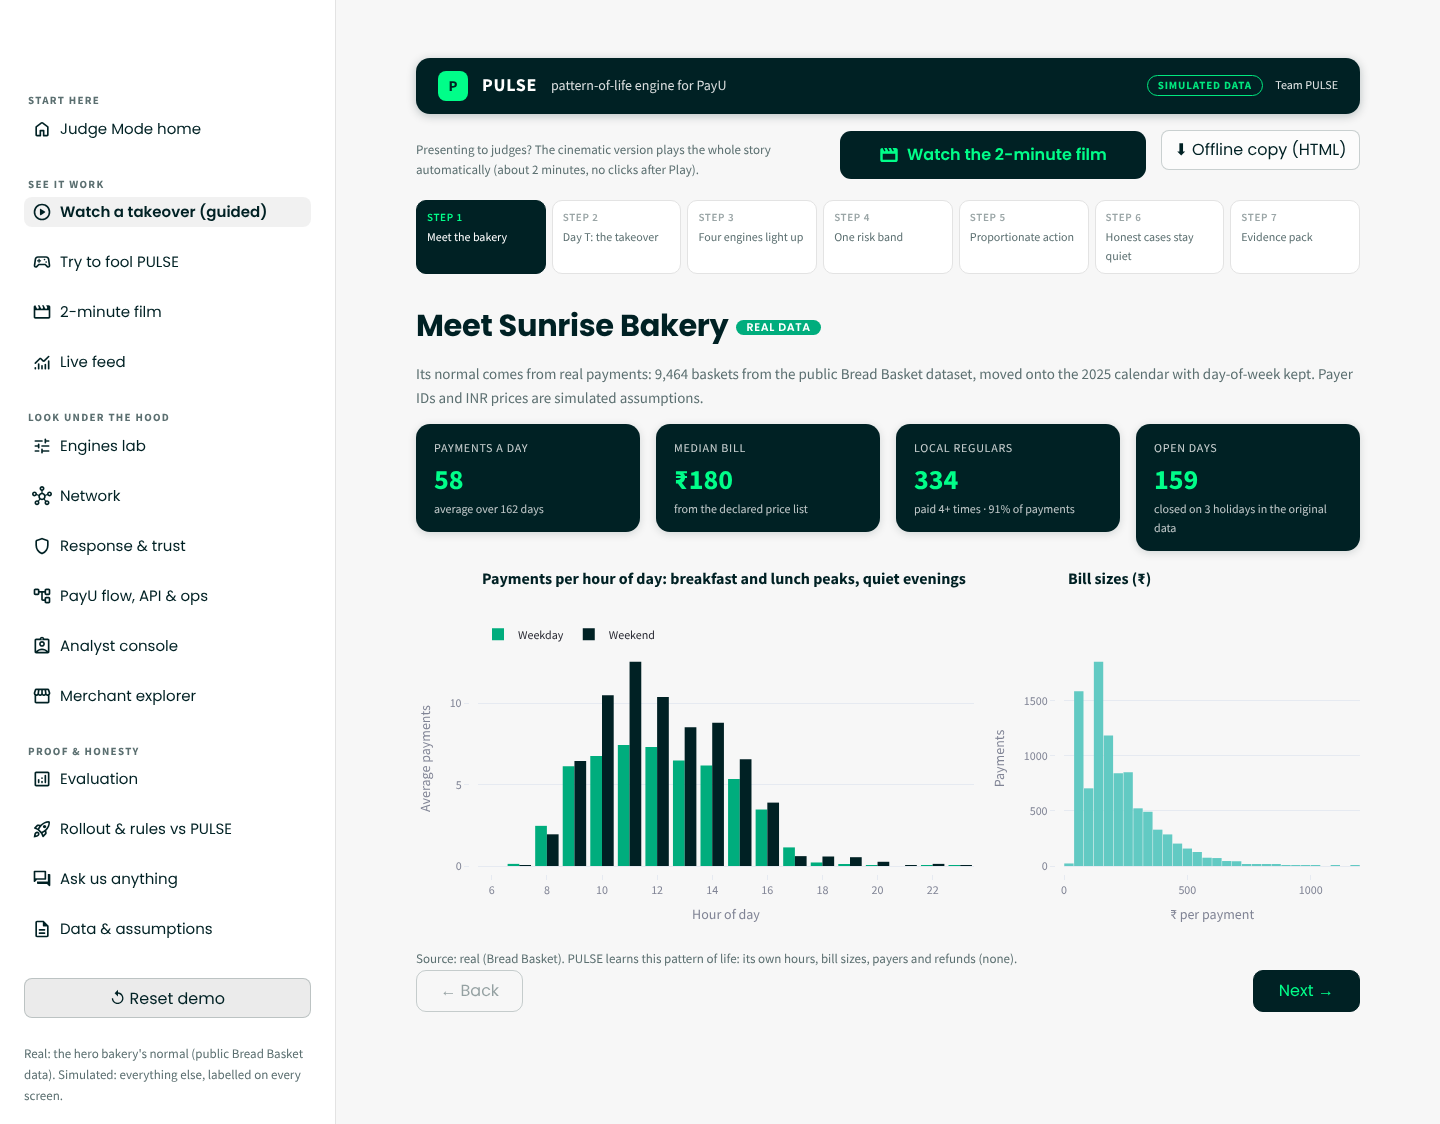 START HERE
Judge Mode home
SEE IT WORK
Watch a takeover (guided)
Try to fool PULSE
2-minute film
Live feed
LOOK UNDER THE HOOD
Engines lab
Network
Response & trust
PayU flow, API & ops
Analyst console
Merchant explorer
PROOF & HONESTY
Evaluation
Rollout & rules vs PULSE
Ask us anything
Data & assumptions
Reset demo
Real: the hero bakery's normal (public Bread Basket
data). Simulated: everything else, labelled on every
screen.
P PULSE pattern-of-life engine for PayU SIMULATED DATA Team PULSE
Presenting to judges? The cinematic version plays the whole story
automatically (about 2 minutes, no clicks after Play).
Watch the 2-minute film
⬇ Offline copy (HTML)
STEP 1
Meet the bakery
STEP 2
Day T: the takeover
STEP 3
Four engines light up
STEP 4
One risk band
STEP 5
Proportionate action
STEP 6
Honest cases stay
quiet
STEP 7
Evidence pack
Meet Sunrise Bakery REAL DATA
Its normal comes from real payments: 9,464 baskets from the public Bread Basket dataset, moved onto the 2025 calendar with day-of-week kept. Payer
IDs and INR prices are simulated assumptions.
PAYMENTS A DAY
58
average over 162 days
MEDIAN BILL
₹180
from the declared price list
LOCAL REGULARS
334
paid 4+ times · 91% of payments
OPEN DAYS
159
closed on 3 holidays in the original
data
Payments per hour of day: breakfast and lunch peaks, quiet evenings
Weekday Weekend
Average payments
10
5
0
6 8 10 12 14 16 18 20 22
Hour of day
Bill sizes (₹)
Payments
1500
1000
500
0
0 500 1000
₹ per payment
Source: real (Bread Basket). PULSE learns this pattern of life: its own hours, bill sizes, payers and refunds (none).
← Back
Next →